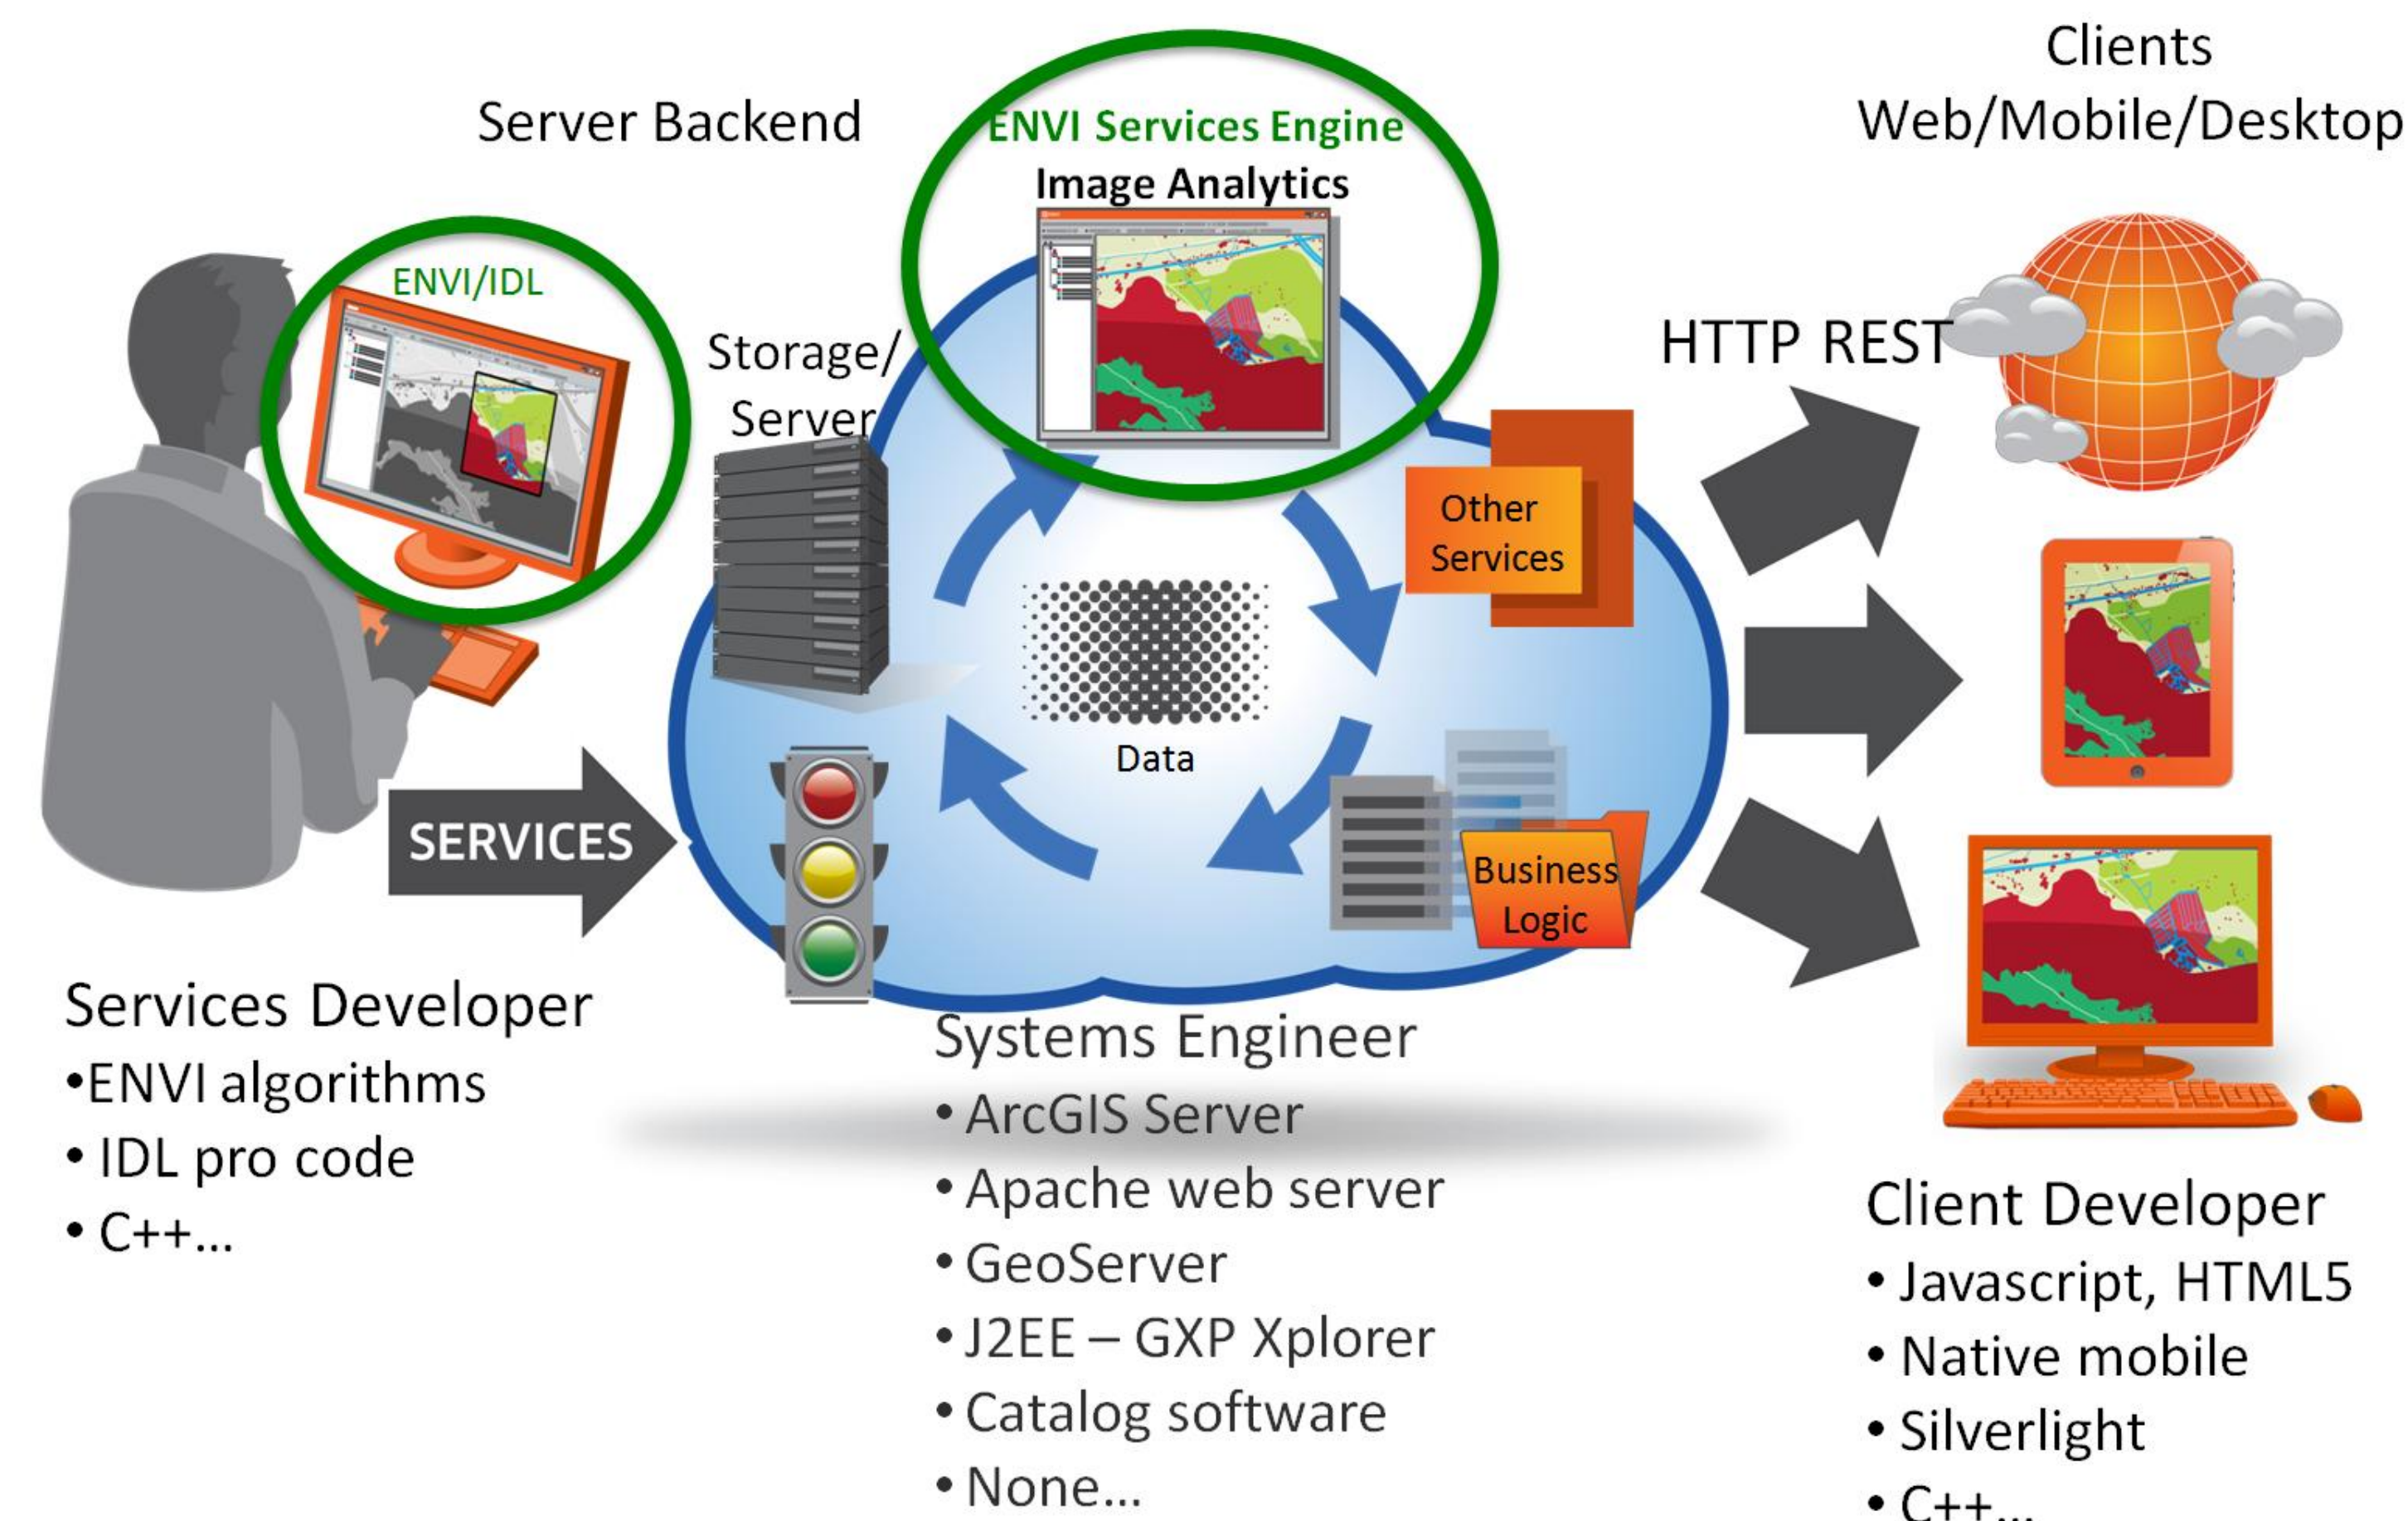 Server Backend
ENVI Services Engine
Image Analytics
Clients
Web/Mobile/Desktop
ENVI/IDL
Storage/
Server
HTTP REST
Other
Services
Data
SERVICES
Business
Logic
Services Developer
•ENVI algorithms
• IDL pro code
• C++...
Systems Engineer
• ArcGIS Server
• Apache web server
• GeoServer
• J2EE – GXP Xplorer
• Catalog software
• None...
Client Developer
• Javascript, HTML5
• Native mobile
• Silverlight
• C++...